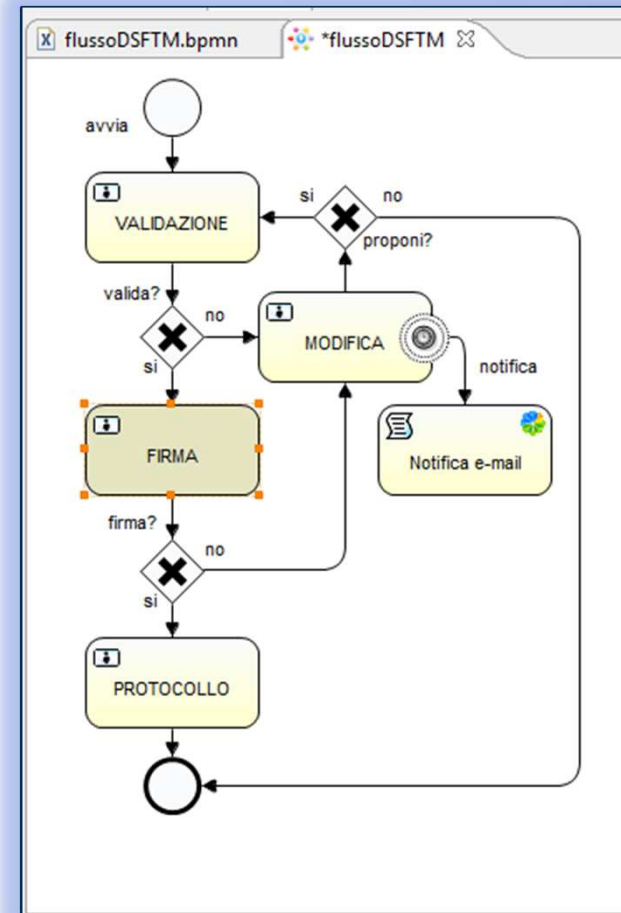 flussoDSFTM.bpmn
*flussoDSFTM
avvia
VALIDAZIONE
si
no
proponi?
valida?
no
si
MODIFICA
notifica
FIRMA
Notifica e-mail
firma?
no
si
PROTOCOLLO